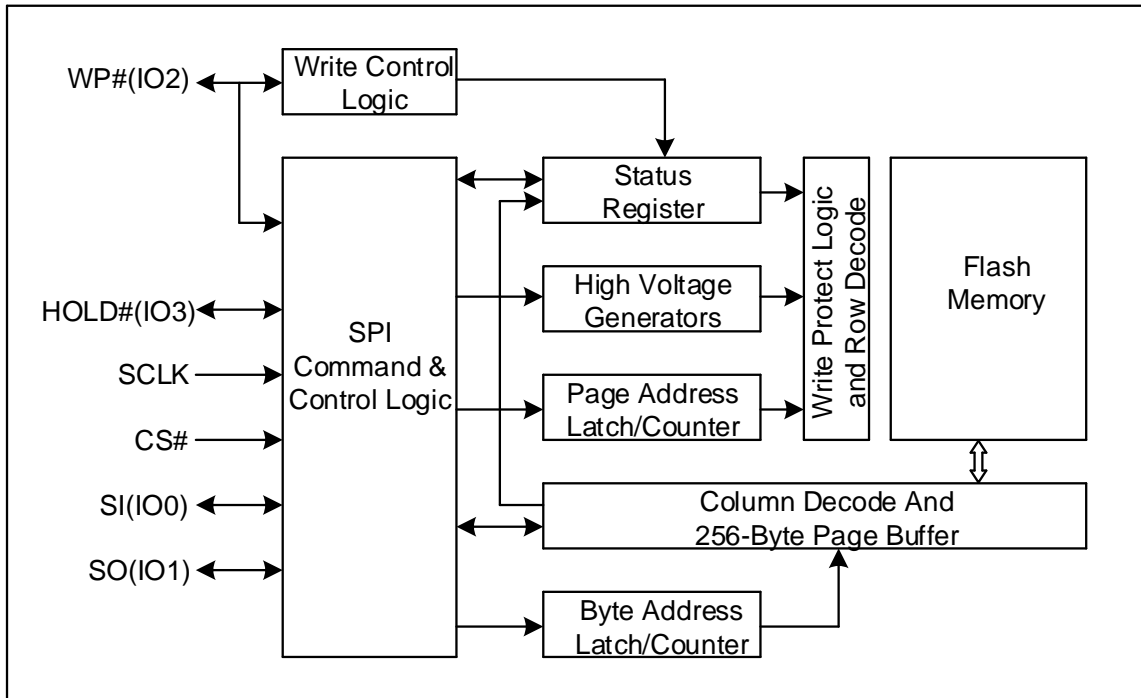 WP#(IO2)
Write Control
Logic
Status
Register
High Voltage
Generators
Page Address
Latch/Counter
Write Protect Logic
and Row Decode
Flash
Memory
HOLD#(IO3)
SCLK
CS#
SI(IO0)
SO(IO1)
SPI
Command &
Control Logic
Column Decode And
256-Byte Page Buffer
Byte Address
Latch/Counter